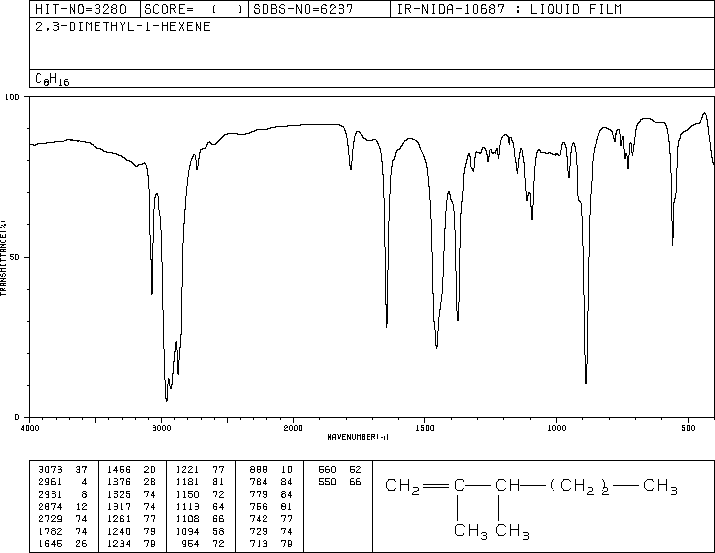 HIT-NO=3280 SCORE= ( ) SDBS-NO=6237 IR-NIDA-10687 : LIQUID FILM
2,3-DIMETHYL-1-HEXENE
C8H16
100
50
0
TRANSMITTANCE(%)
4000 3000 2000 1500 1000 500
WAVENUMBER(-1)
3073 37 1456 20 1221 77 888 10 560 52
2961 4 1376 28 1181 81 784 84 550 66
2931 8 1325 74 1150 72 779 84
2874 12 1317 74 1113 64 756 81
2729 74 1261 77 1108 66 742 77
1782 74 1240 79 1094 58 729 74
1645 26 1234 79 954 72 713 79
CH2 C CH (CH2)2 CH3
CH3 CH3